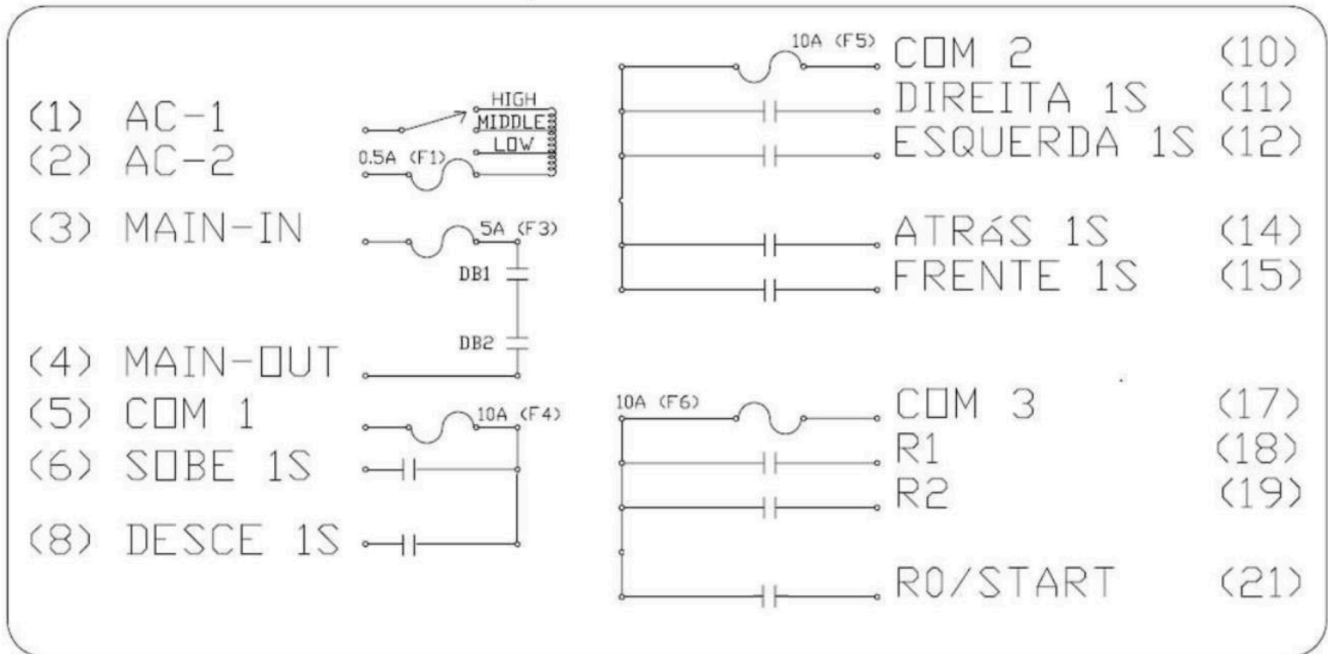 (1) AC-1
(2) AC-2
HIGH
MIDDLE
LOW
0.5A (F1)
(3) MAIN-IN
5A (F3)
DB1
DB2
(4) MAIN-OUT
(5) COM 1
10A (F4)
(6) SOBE 1S
(8) DESCE 1S
10A (F5)
COM 2 (10)
DIREITA 1S (11)
ESQUERDA 1S (12)
ATRáS 1S (14)
FRENTE 1S (15)
10A (F6)
COM 3 (17)
R1 (18)
R2 (19)
R0/START (21)